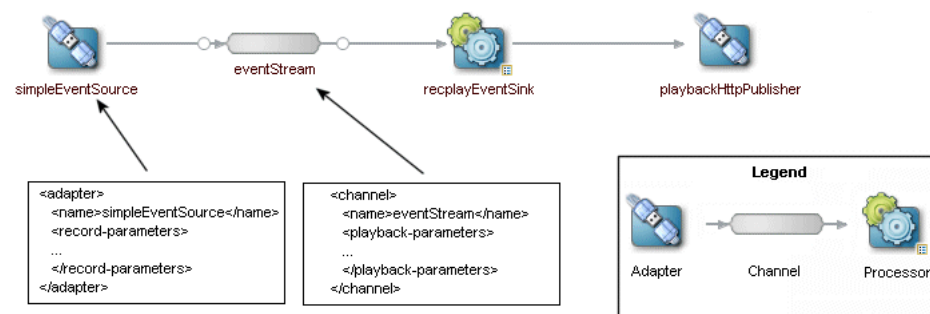 simpleEventSource
eventStream
recplayEventSink
playbackHttpPublisher
<adapter>
<name>simpleEventSource</name>
<record-parameters>
...
</record-parameters>
</adapter>
<channel>
<name>eventStream</name>
<playback-parameters>
...
</playback-parameters>
</channel>
Legend
Adapter
Channel
Processor